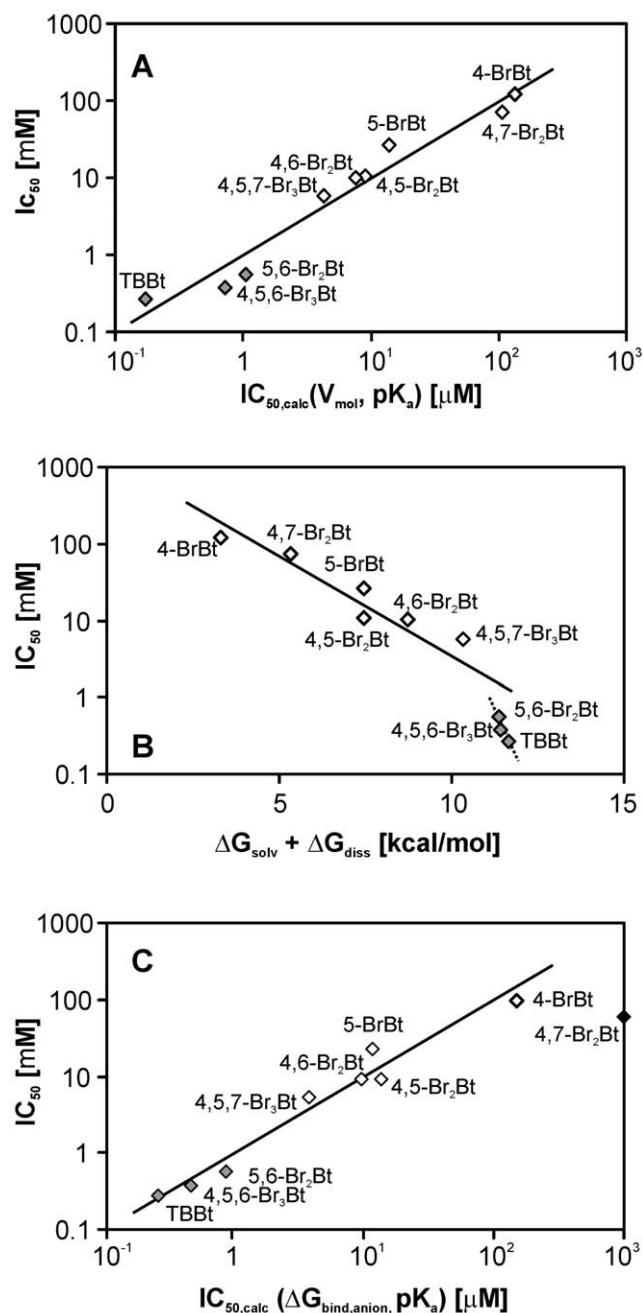 A
Ic₅₀ [mM]
1000
100
10
1
0.1
4-BrBt
5-BrBt
4,7-Br₂Bt
4,6-Br₂Bt
4,5,7-Br₃Bt
4,5-Br₂Bt
TBBt
5,6-Br₂Bt
4,5,6-Br₃Bt
10⁻¹ 1 10¹ 10² 10³
IC₅₀,calc(Vmol, pKₐ) [μM]
B
IC₅₀ [mM]
1000
100
10
1
0.1
4-BrBt
4,7-Br₂Bt
5-BrBt
4,6-Br₂Bt
4,5-Br₂Bt
4,5,7-Br₃Bt
5,6-Br₂Bt
4,5,6-Br₃Bt
TBBt
0 5 10 15
ΔGsolv + ΔGdiss [kcal/mol]
C
IC₅₀ [mM]
1000
100
10
1
0.1
4-BrBt
5-BrBt
4,7-Br₂Bt
4,6-Br₂Bt
4,5,7-Br₃Bt
4,5-Br₂Bt
5,6-Br₂Bt
4,5,6-Br₃Bt
TBBt
10⁻¹ 1 10¹ 10² 10³
IC₅₀,calc (ΔGbind,anion, pKₐ) [μM]